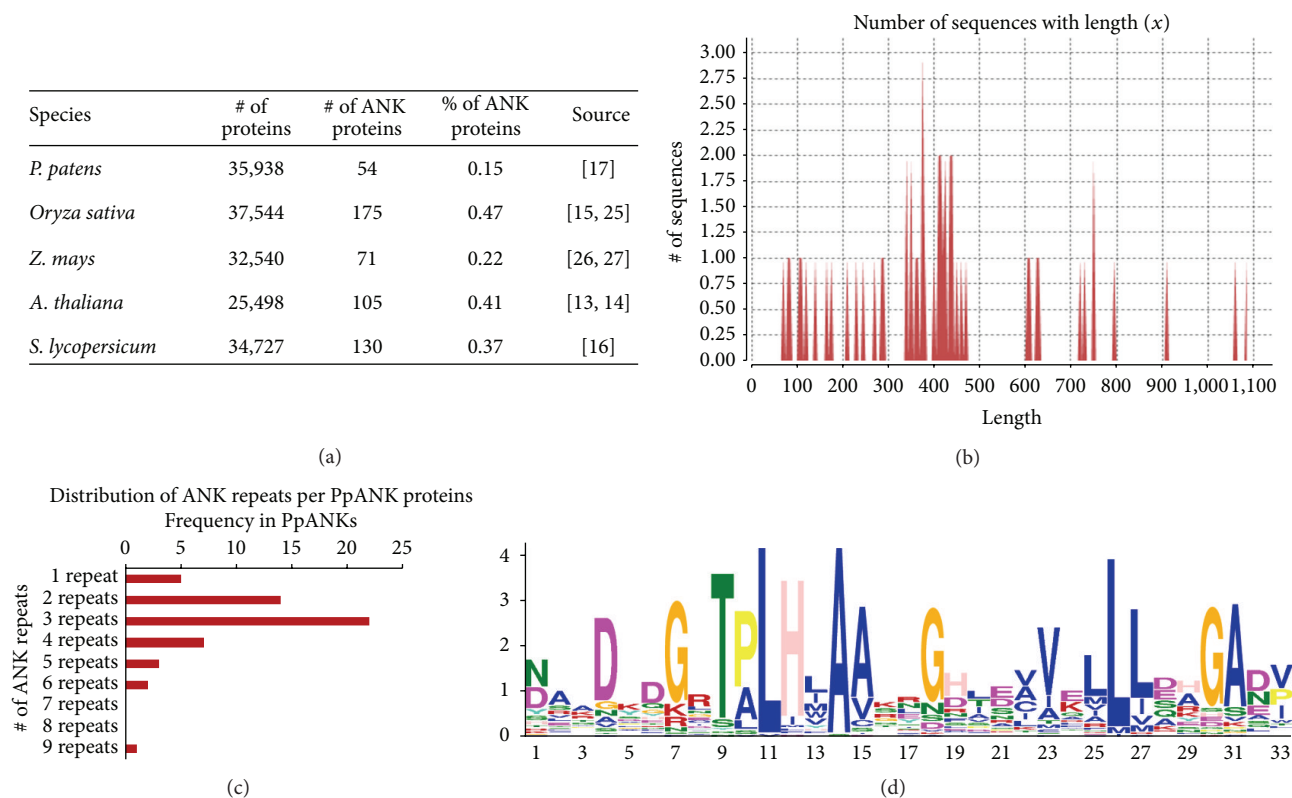 Species # of proteins # of ANK proteins % of ANK proteins Source
P. patens 35,938 54 0.15 [17]
Oryza sativa 37,544 175 0.47 [15, 25]
Z. mays 32,540 71 0.22 [26, 27]
A. thaliana 25,498 105 0.41 [13, 14]
S. lycopersicum 34,727 130 0.37 [16]
(a)
Number of sequences with length (x)
# of sequences
3.00
2.75
2.50
2.25
2.00
1.75
1.50
1.25
1.00
0.75
0.50
0.25
0.00
0 100 200 300 400 500 600 700 800 900 1,000 1,100
Length
(b)
Distribution of ANK repeats per PpANK proteins
Frequency in PpANKs
0 5 10 15 20 25
# of ANK repeats
1 repeat
2 repeats
3 repeats
4 repeats
5 repeats
6 repeats
7 repeats
8 repeats
9 repeats
(c)
4
3
2
1
0
1 3 5 7 9 11 13 15 17 19 21 23 25 27 29 31 33
(d)